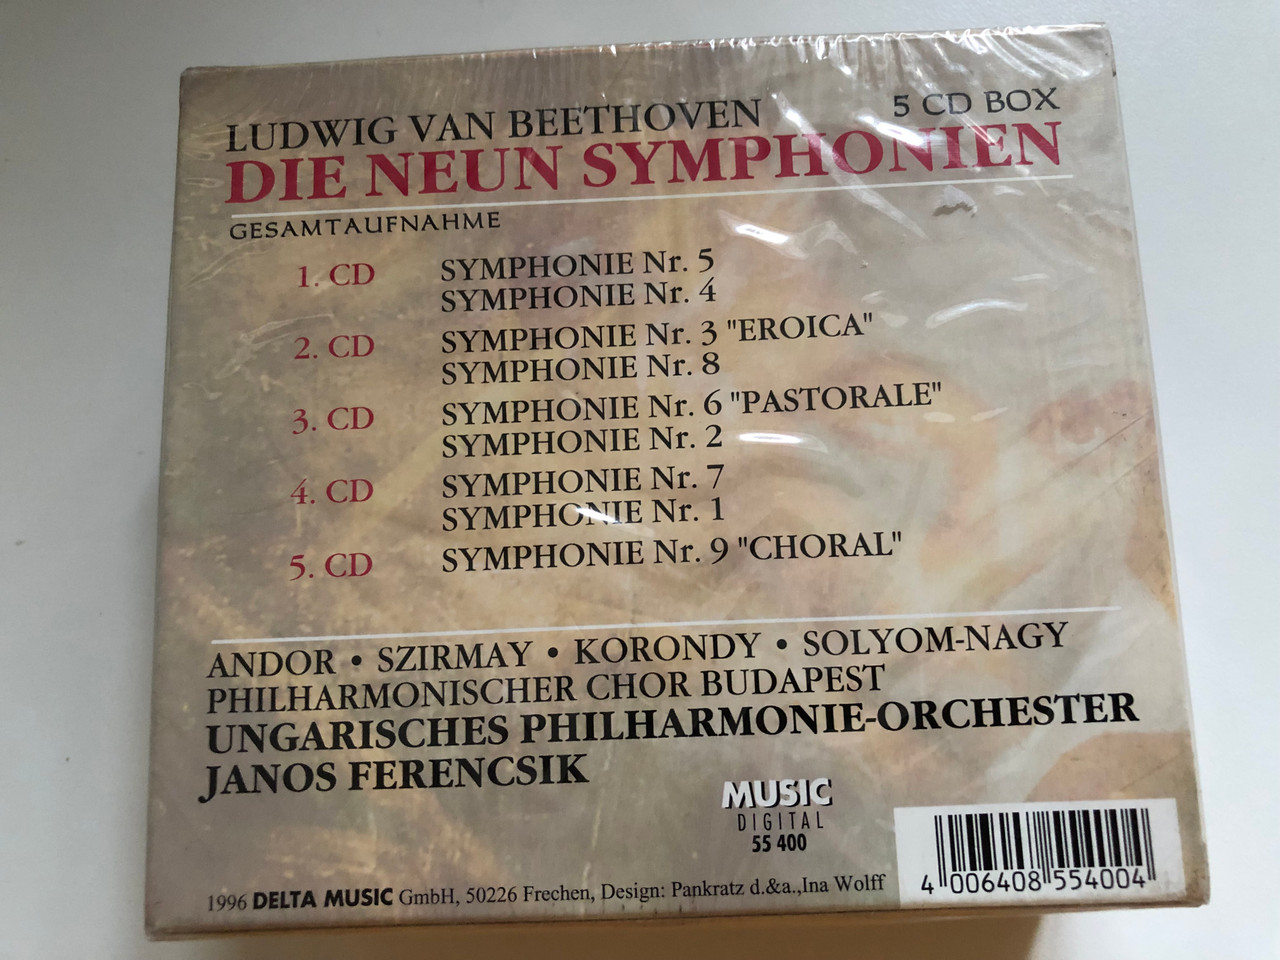 LUDWIG VAN BEETHOVEN 5 CD BOX
DIE NEUN SYMPHONIEN
GESAMTAUFNAHME
1. CD SYMPHONIE Nr. 5
SYMPHONIE Nr. 4
2. CD SYMPHONIE Nr. 3 "EROICA"
SYMPHONIE Nr. 8
3. CD SYMPHONIE Nr. 6 "PASTORALE"
SYMPHONIE Nr. 2
4. CD SYMPHONIE Nr. 7
SYMPHONIE Nr. 1
5. CD SYMPHONIE Nr. 9 "CHORAL"
ANDOR • SZIRMAY • KORONDY • SOLYOM-NAGY
PHILHARMONISCHER CHOR BUDAPEST
UNGARISCHES PHILHARMONIE-ORCHESTER
JANOS FERENCSIK
MUSIC
DIGITAL
55 400
1996 DELTA MUSIC GmbH, 50226 Frechen, Design: Pankratz d.&a.,Ina Wolff
4 006408 554004